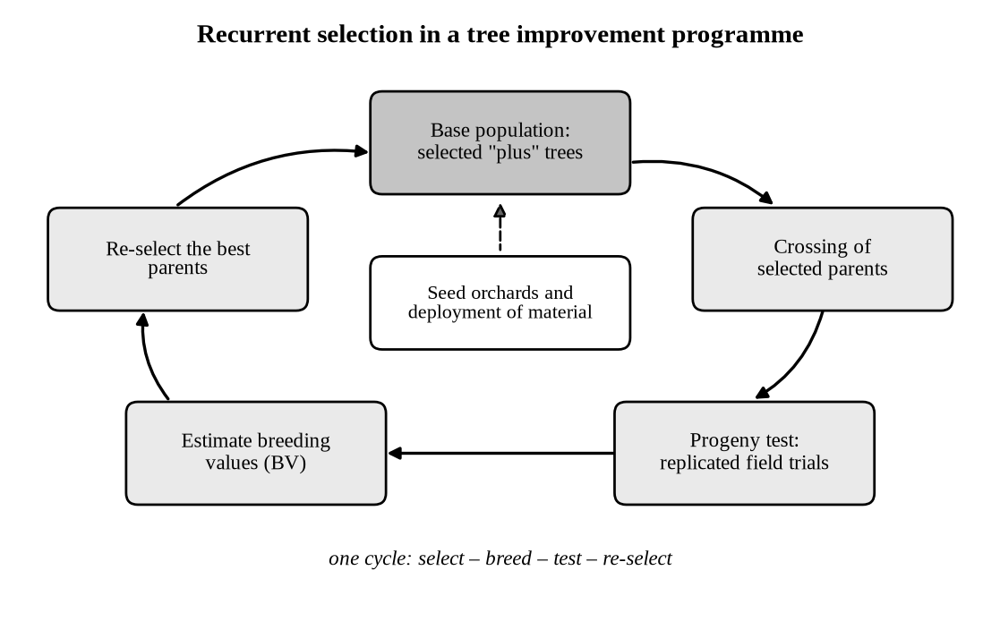 Recurrent selection in a tree improvement programme
Base population:
selected "plus" trees
Re-select the best
parents
Crossing of
selected parents
Seed orchards and
deployment of material
Estimate breeding
values (BV)
Progeny test:
replicated field trials
one cycle: select – breed – test – re-select